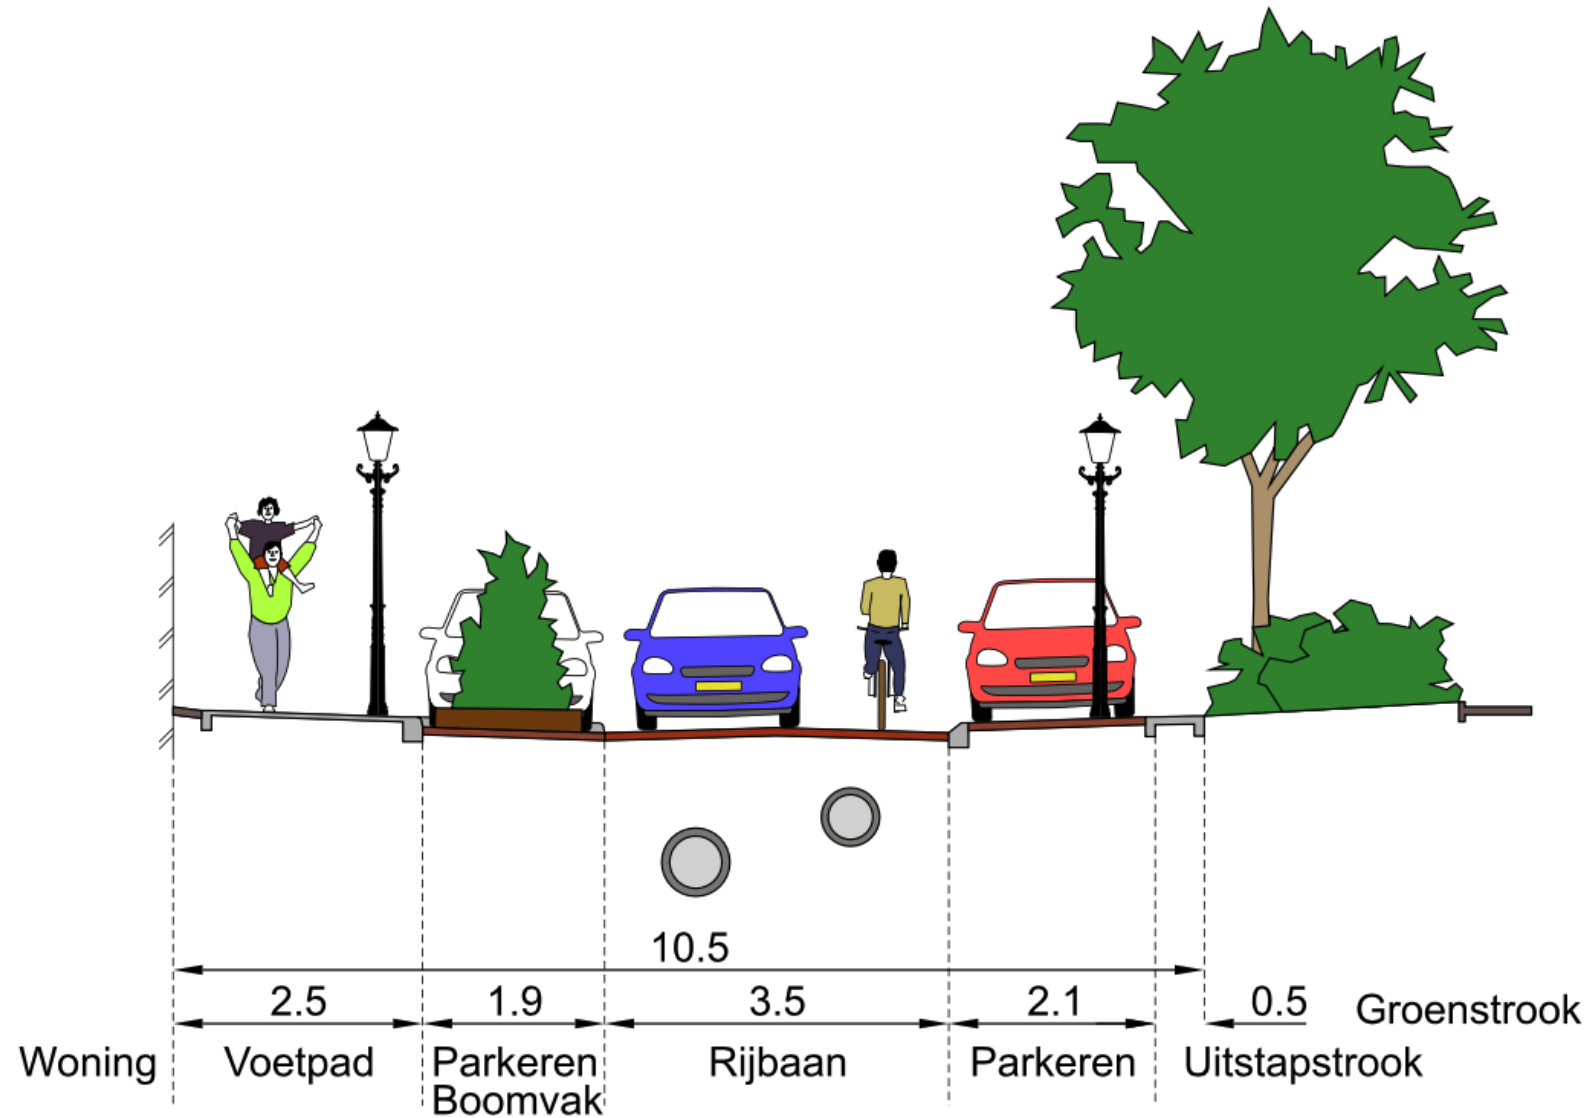 10.5
2.5 1.9 3.5 2.1 0.5 Groenstrook
Woning Voetpad Parkeren Rijbaan Parkeren Uitstapstrook
Boomvak